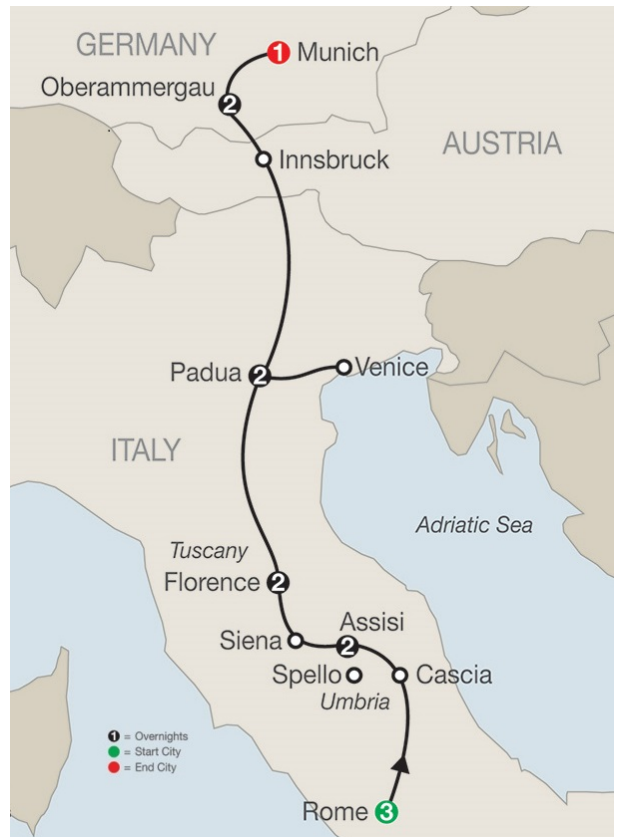 GERMANY
1 Munich
Oberammergau
2
AUSTRIA
Innsbruck
Padua 2
Venice
ITALY
Adriatic Sea
Tuscany
Florence 2
Assisi
Siena
2
Spello
Cascia
Umbria
1 = Overnights
= Start City
= End City
Rome 3